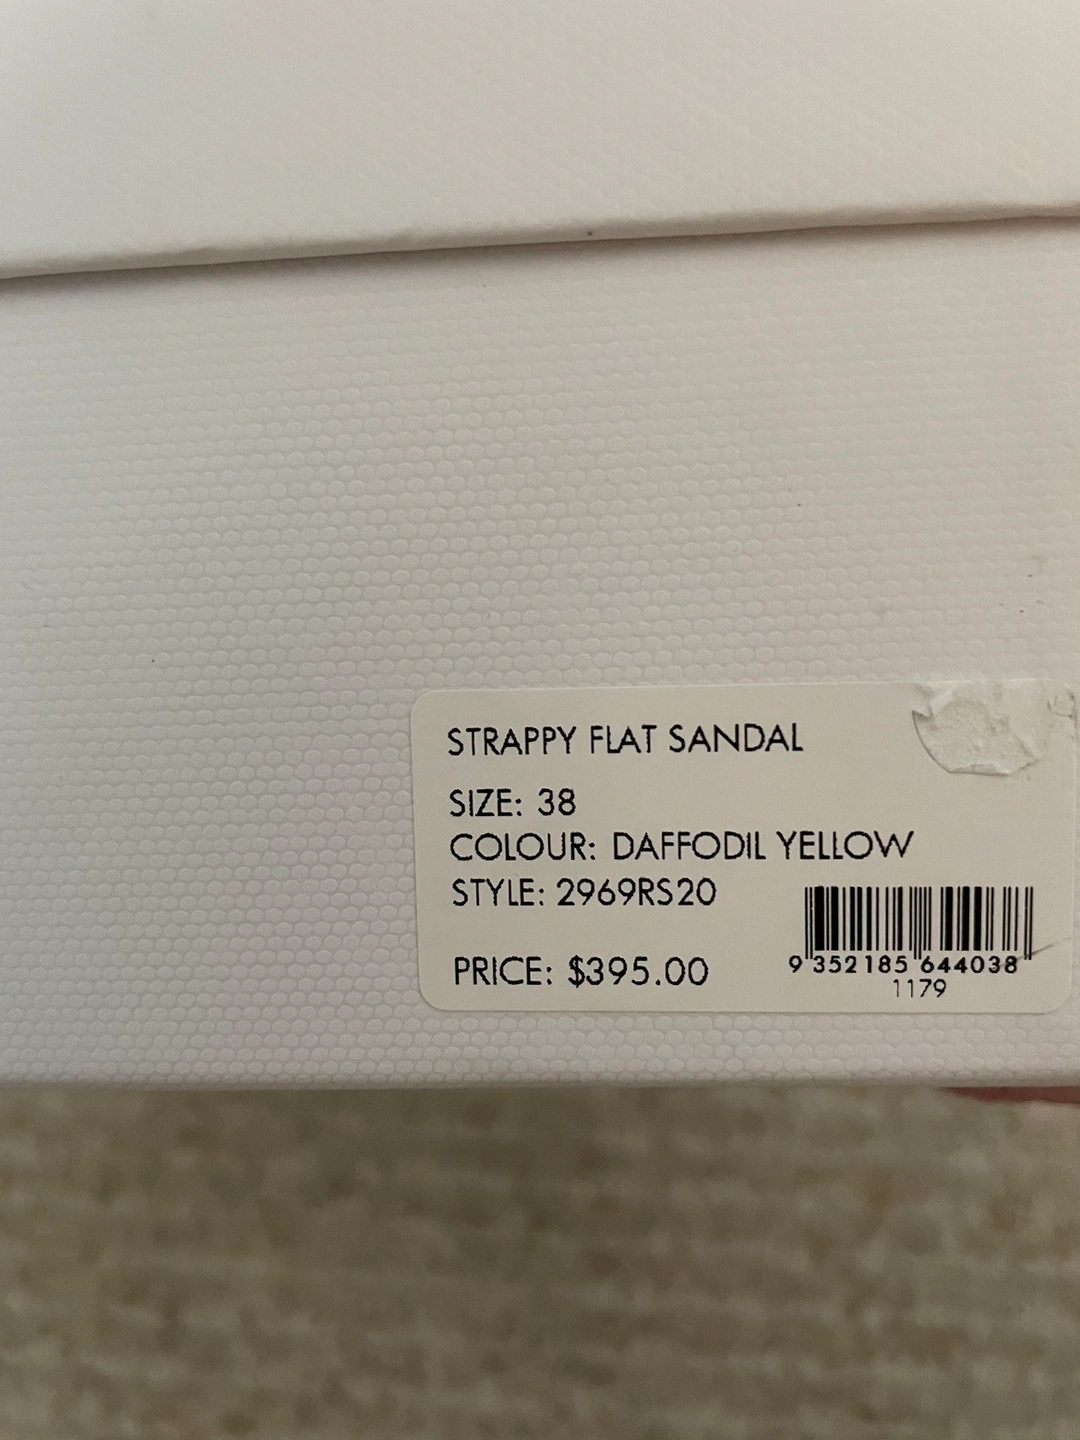 STRAPPY FLAT SANDAL
SIZE: 38
COLOUR: DAFFODIL YELLOW
STYLE: 2969RS20
PRICE: $395.00
9 352185 644038
1179